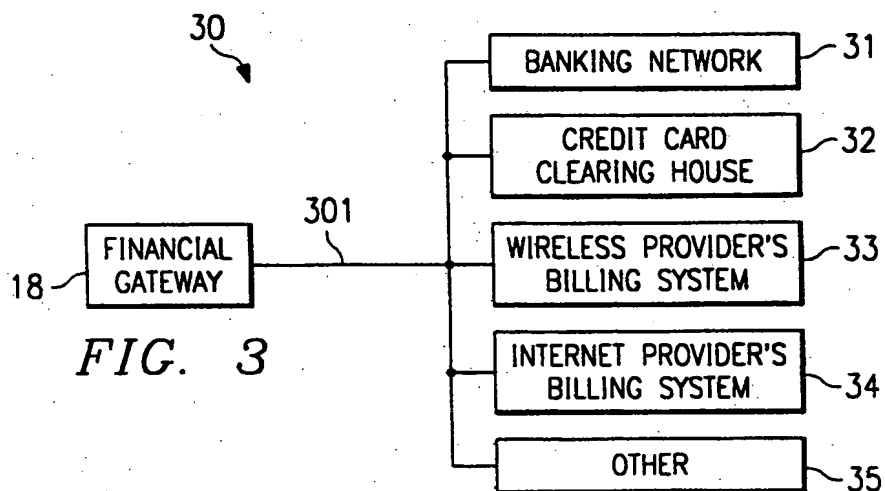 30
BANKING NETWORK
31
CREDIT CARD
CLEARING HOUSE
32
301
FINANCIAL
GATEWAY
18
WIRELESS PROVIDER'S
BILLING SYSTEM
33
FIG. 3
INTERNET PROVIDER'S
BILLING SYSTEM
34
OTHER
35